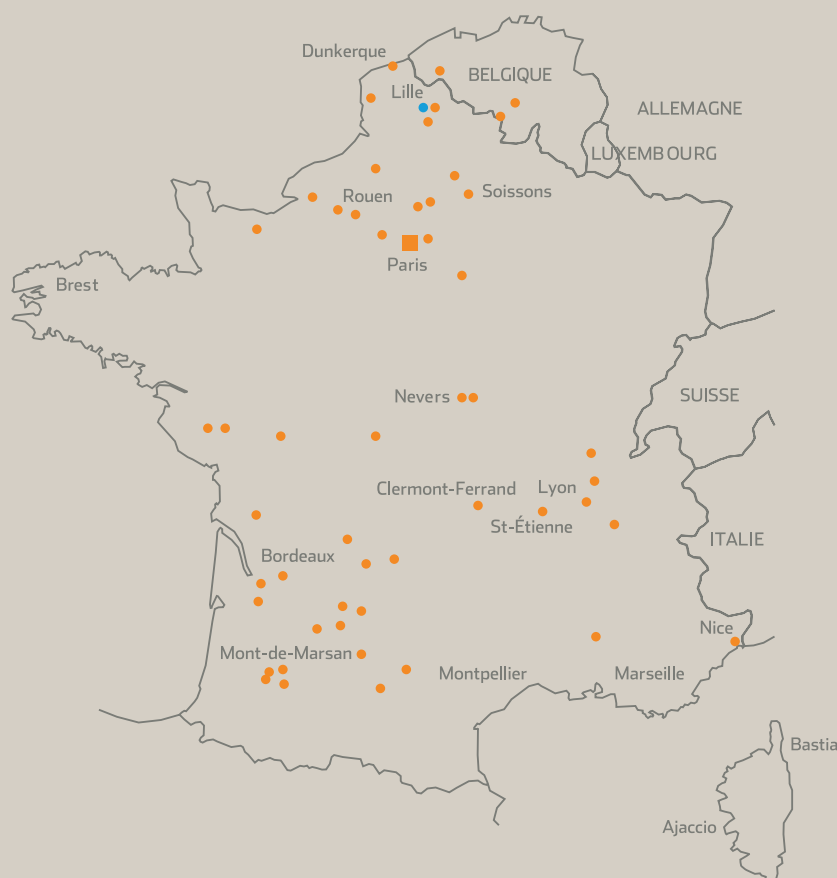 Dunkerque
BELGIQUE
Lille
ALLEMAGNE
LUXEMBOURG
Rouen
Soissons
Paris
Brest
Nevers
SUISSE
Clermont-Ferrand
Lyon
St-Étienne
ITALIE
Bordeaux
Nice
Mont-de-Marsan
Montpellier
Marseille
Bastia
Ajaccio